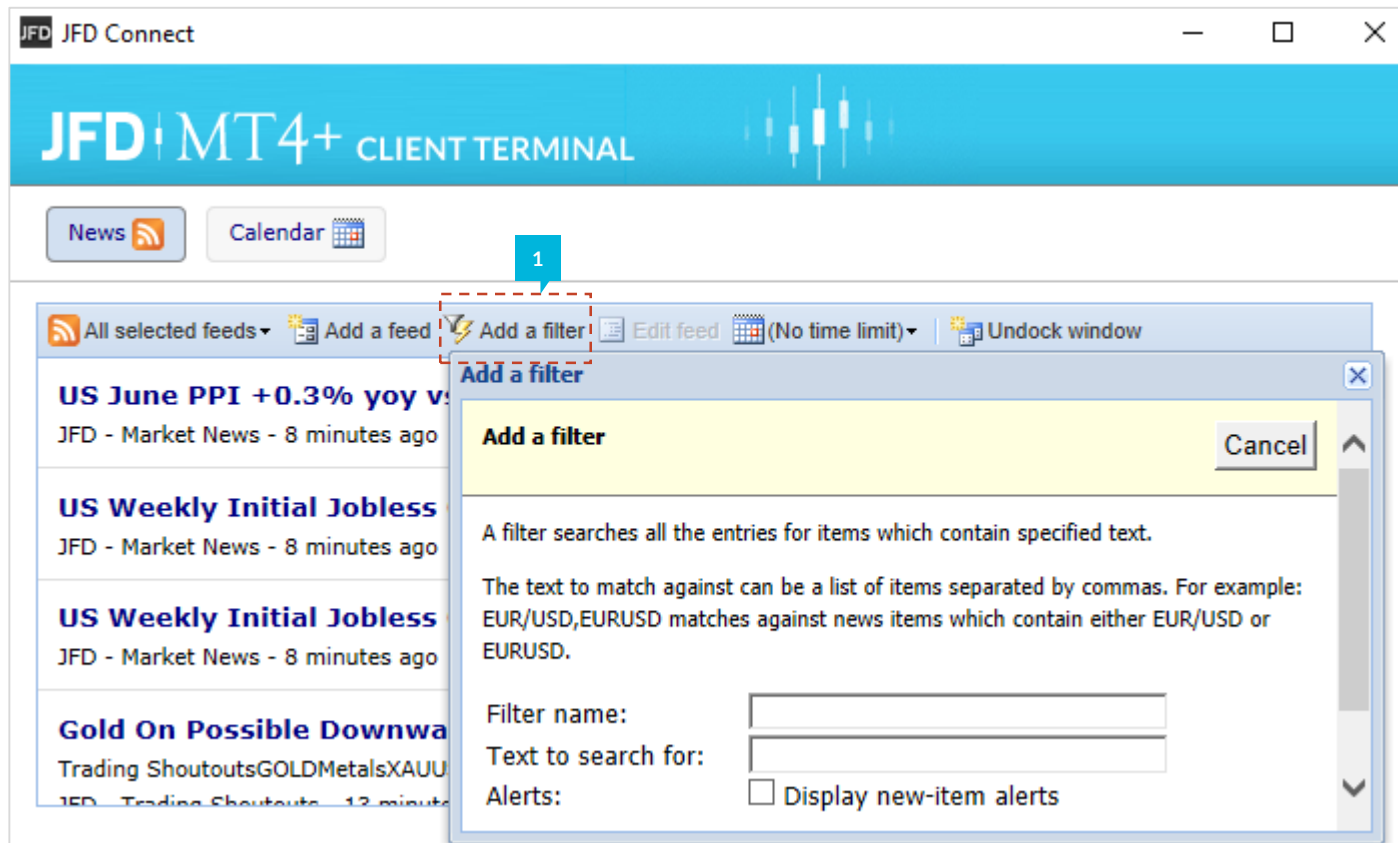 JFD JFD Connect
JFD MT4+ CLIENT TERMINAL
News Calendar
1
All selected feeds Add a feed Add a filter Edit feed (No time limit) Undock window
Add a filter
US June PPI +0.3% yoy
JFD - Market News - 8 minutes ago
Add a filter Cancel
US Weekly Initial Jobless
JFD - Market News - 8 minutes ago
A filter searches all the entries for items which contain specified text.
The text to match against can be a list of items separated by commas. For example:
EUR/USD,EURUSD matches against news items which contain either EUR/USD or
EURUSD.
US Weekly Initial Jobless
JFD - Market News - 8 minutes ago
Gold On Possible Downwa
Trading ShoutoutsGOLDMetalsXAUU
JFD - Trading Shoutouts - 13 minute
Filter name:
Text to search for:
Alerts: Display new-item alerts